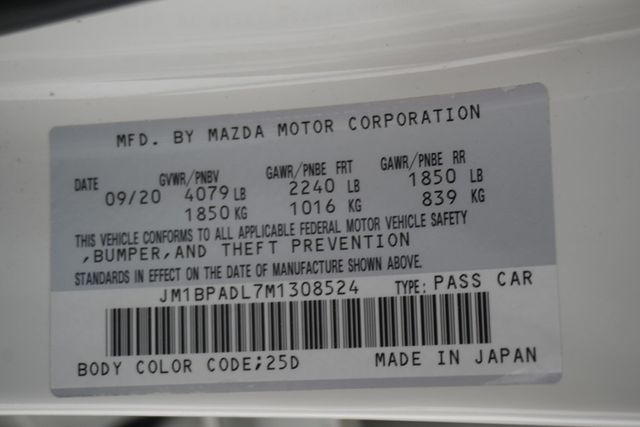 MFD. BY MAZDA MOTOR CORPORATION
DATE GVWR/PNBV GAWR/PNBE FRT GAWR/PNBE RR
09/20 4079 LB 2240 LB 1850 LB
1850 KG 1016 KG 839 KG
THIS VEHICLE CONFORMS TO ALL APPLICABLE FEDERAL MOTOR VEHICLE SAFETY
,BUMPER,AND THEFT PREVENTION
STANDARDS IN EFFECT ON THE DATE OF MANUFACTURE SHOWN ABOVE.
JM1BPADL7M1308524 TYPE: PASS CAR
BODY COLOR CODE;25D MADE IN JAPAN